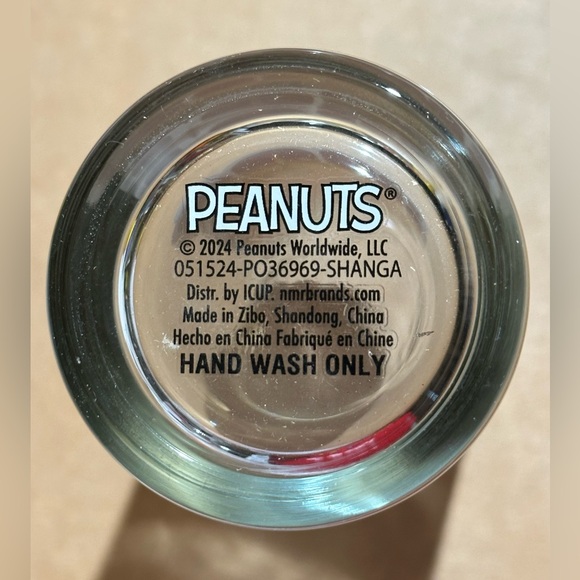 PEANUTS®
© 2024 Peanuts Worldwide, LLC
051524-PO36969-SHANGA
Distr. by ICUP. nmrbrands.com
Made in Zibo, Shandong, China
Hecho en China Fabriqué en Chine
HAND WASH ONLY